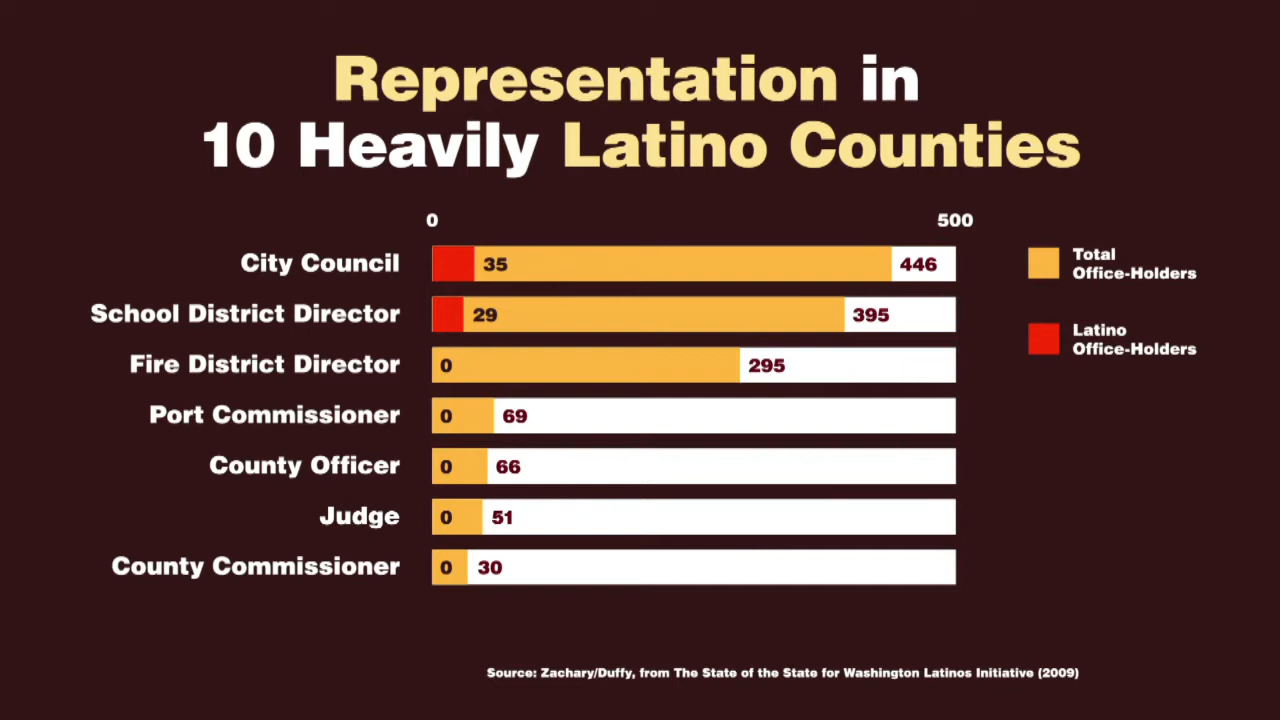 Representation in
10 Heavily Latino Counties
0 500
City Council 35 446
School District Director 29 395
Fire District Director 0 295
Port Commissioner 0 69
County Officer 0 66
Judge 0 51
County Commissioner 0 30
Total
Office-Holders
Latino
Office-Holders
Source: Zachary/Duffy, from The State of the State for Washington Latinos Initiative (2009)